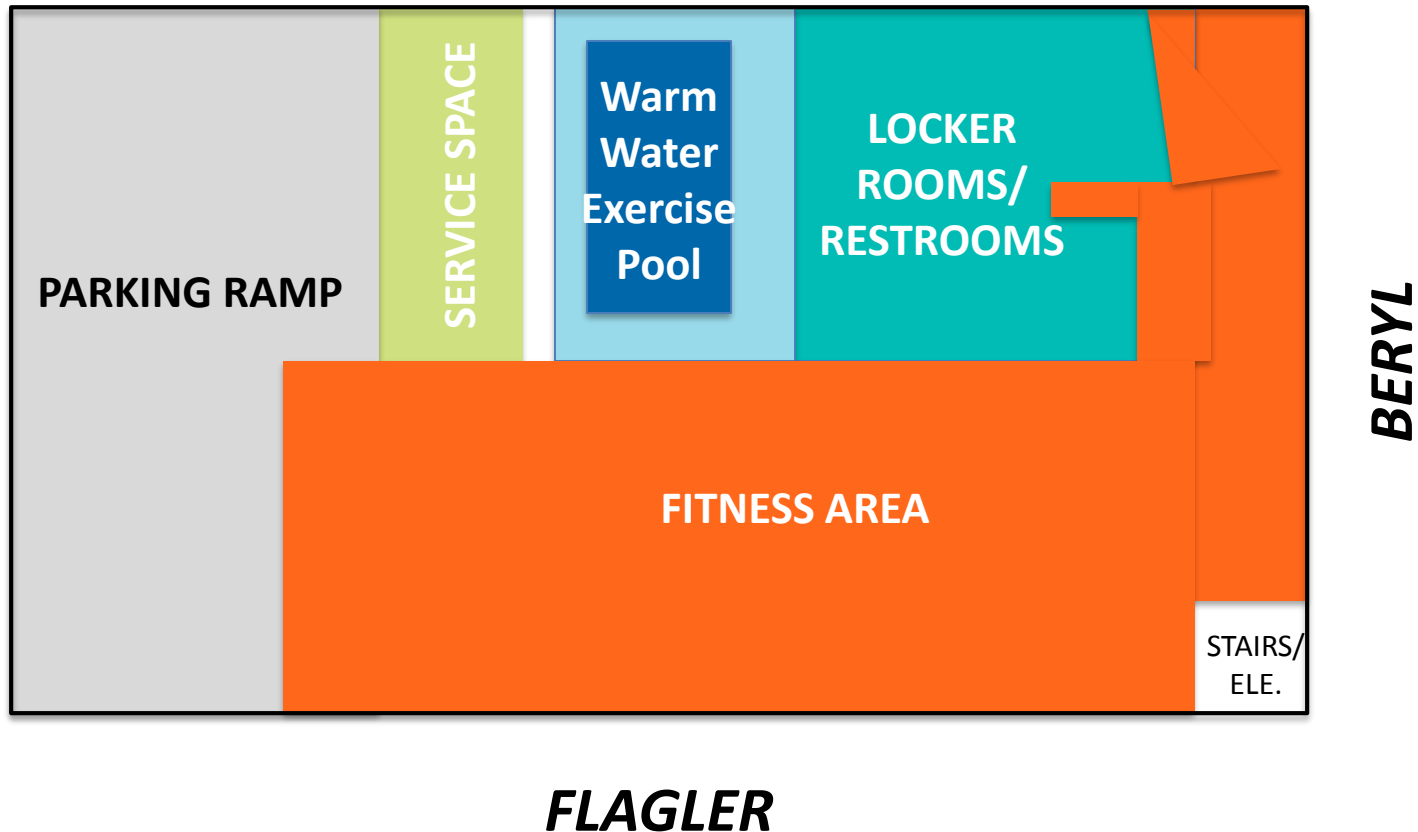 PARKING RAMP
SERVICE SPACE
Warm
Water
Exercise
Pool
LOCKER
ROOMS/
RESTROOMS
FITNESS AREA
STAIRS/
ELE.
BERYL
FLAGLER